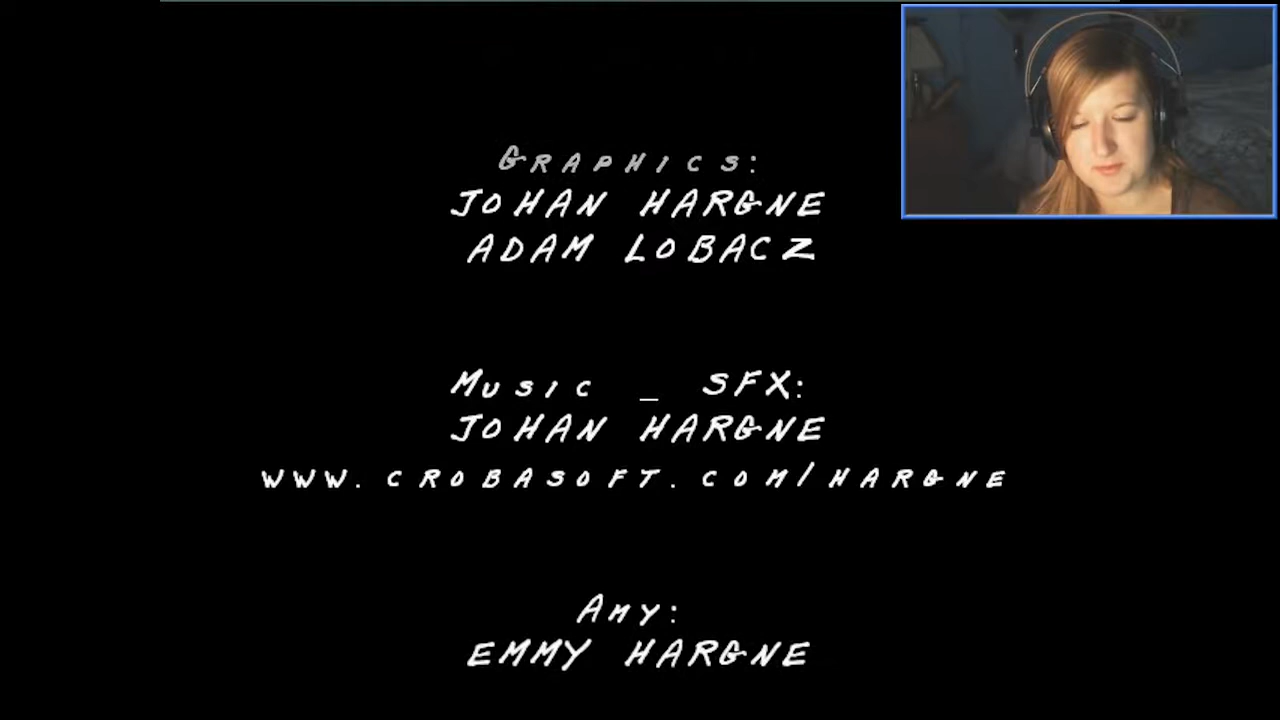 Graphics:
JOHAN HARGNE
ADAM LOBACZ
Music _ SFX:
JOHAN HARGNE
www.crobasoft.com/hargne
Amy:
EMMY HARGNE